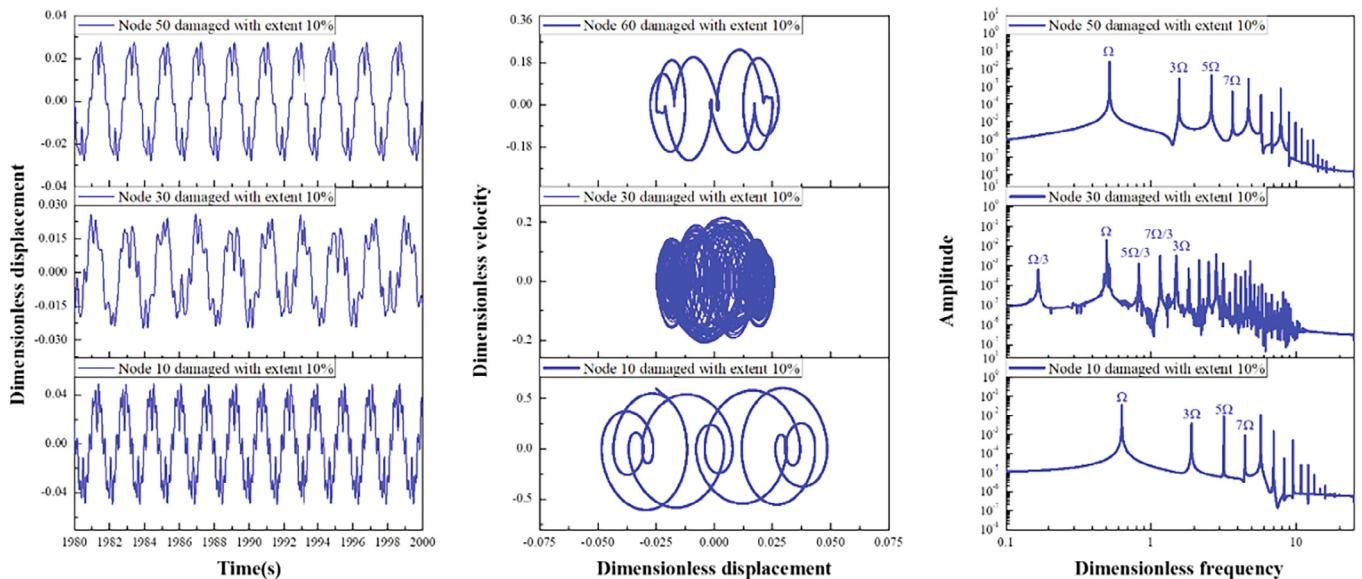 Dimensionless displacement
0.04
0.02
0.00
-0.02
-0.04
Node 50 damaged with extent 10%
0.030
0.015
0.000
-0.015
-0.030
Node 30 damaged with extent 10%
0.04
0.00
-0.04
Node 10 damaged with extent 10%
1980 1982 1984 1986 1988 1990 1992 1994 1996 1998 2000
Time(s)
Dimensionless velocity
0.36
0.18
0.00
-0.18
Node 60 damaged with extent 10%
0.2
0.0
-0.2
Node 30 damaged with extent 10%
0.5
0.0
-0.5
Node 10 damaged with extent 10%
-0.075 -0.050 -0.025 0.000 0.025 0.050 0.075
Dimensionless displacement
Amplitude
Node 50 damaged with extent 10%
Ω 3Ω 5Ω 7Ω
Node 30 damaged with extent 10%
Ω/3 Ω 5Ω/3 7Ω/3 3Ω
Node 10 damaged with extent 10%
Ω 3Ω 5Ω 7Ω
0.1 1 10
Dimensionless frequency